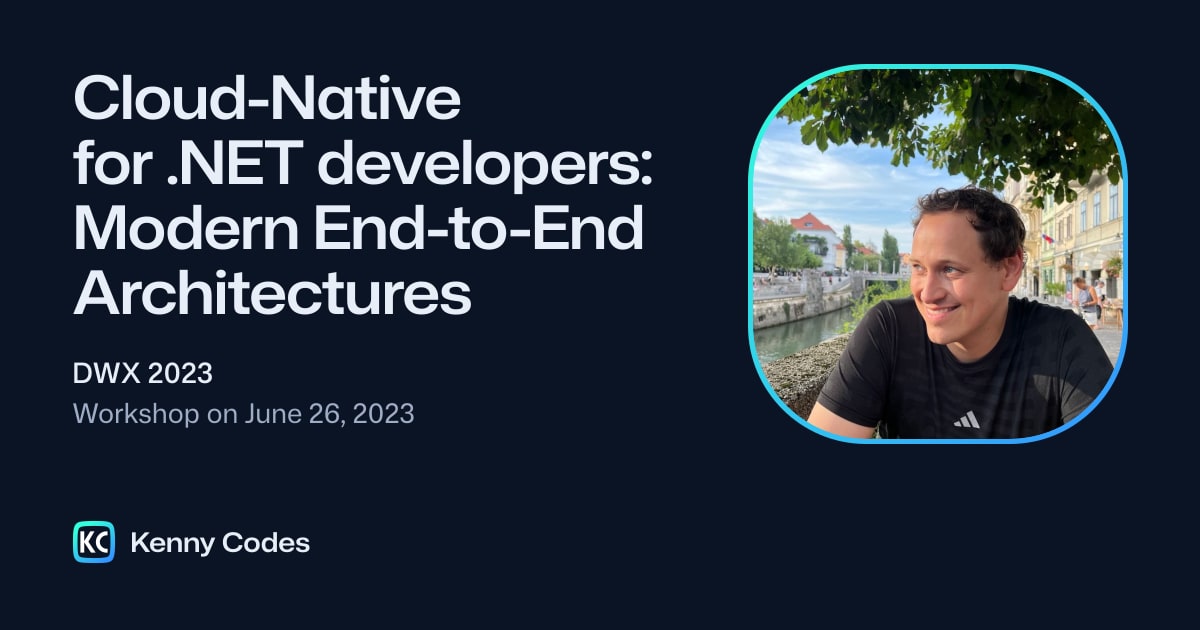 Cloud-Native
for .NET developers:
Modern End-to-End
Architectures
DWX 2023
Workshop on June 26, 2023
KC Kenny Codes